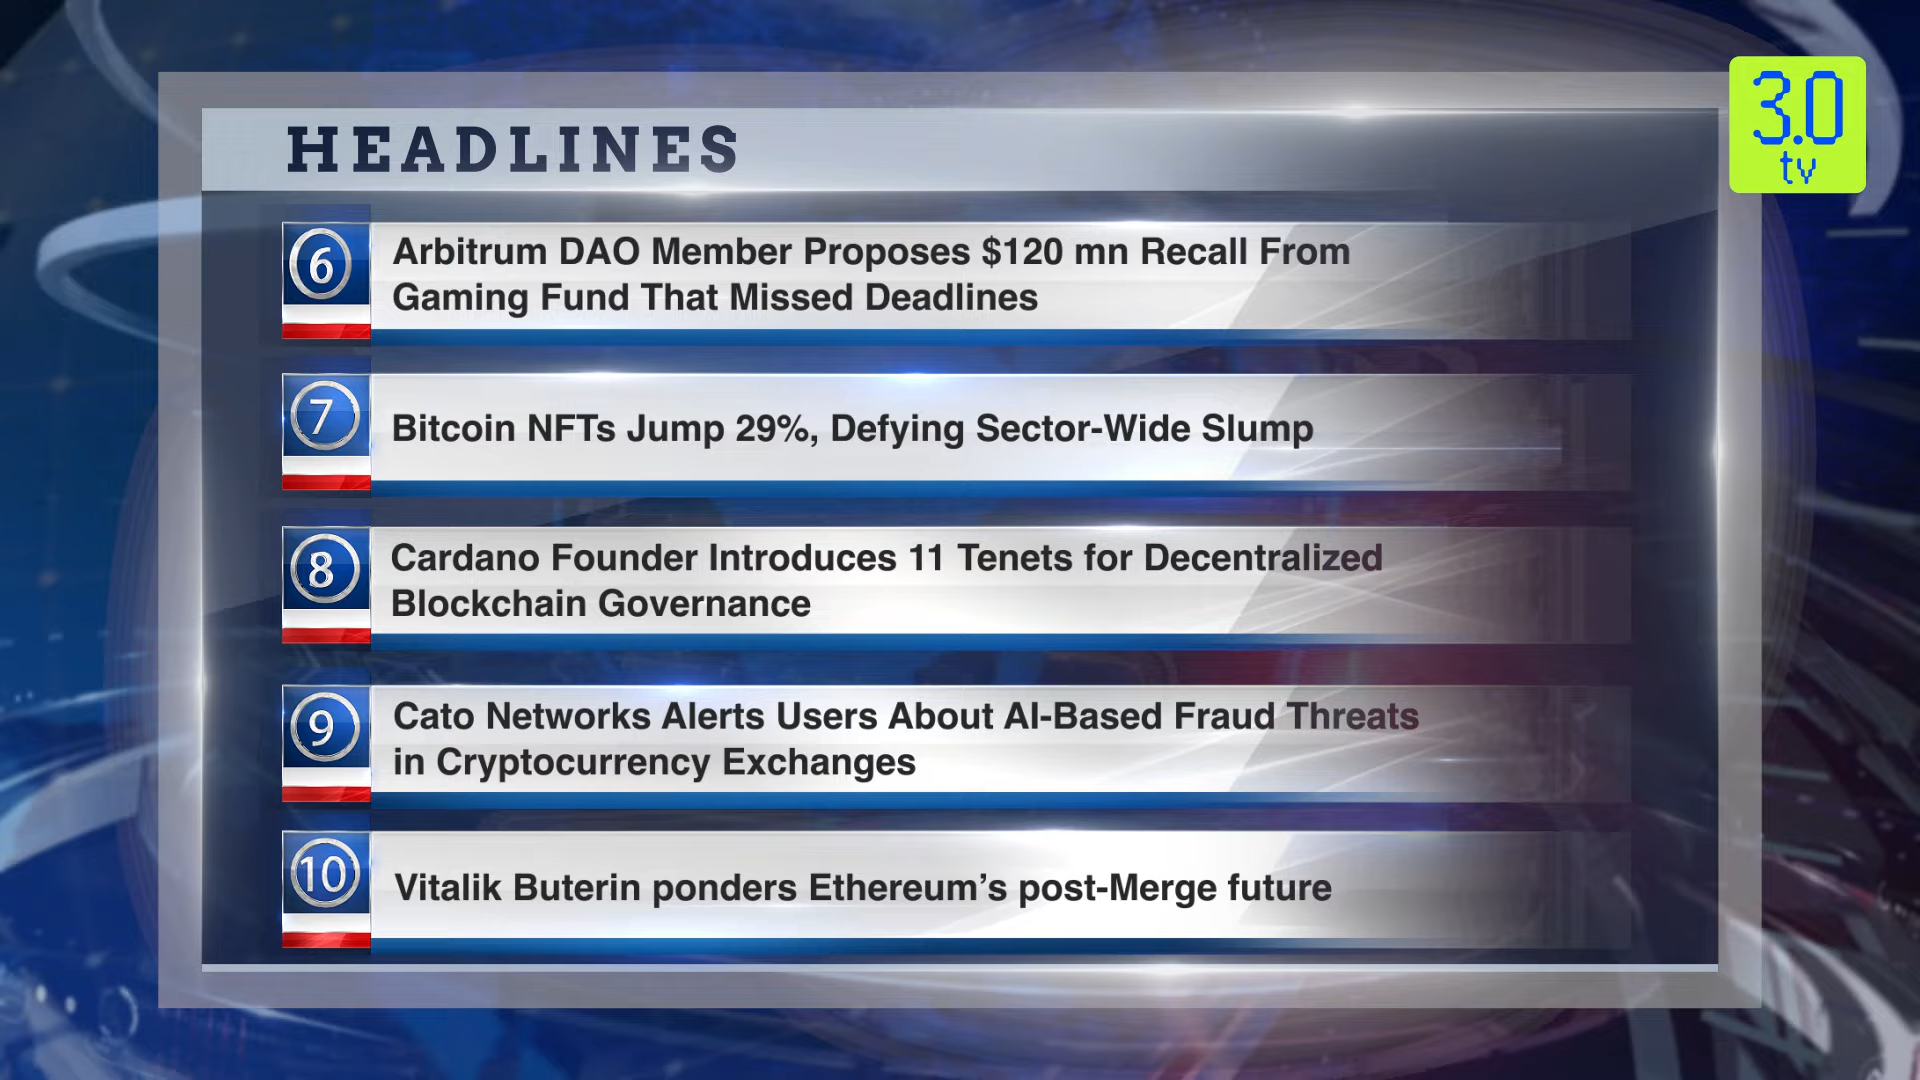 HEADLINES
3.0
tv
6
Arbitrum DAO Member Proposes $120 mn Recall From
Gaming Fund That Missed Deadlines
7
Bitcoin NFTs Jump 29%, Defying Sector-Wide Slump
8
Cardano Founder Introduces 11 Tenets for Decentralized
Blockchain Governance
9
Cato Networks Alerts Users About AI-Based Fraud Threats
in Cryptocurrency Exchanges
10
Vitalik Buterin ponders Ethereum’s post-Merge future